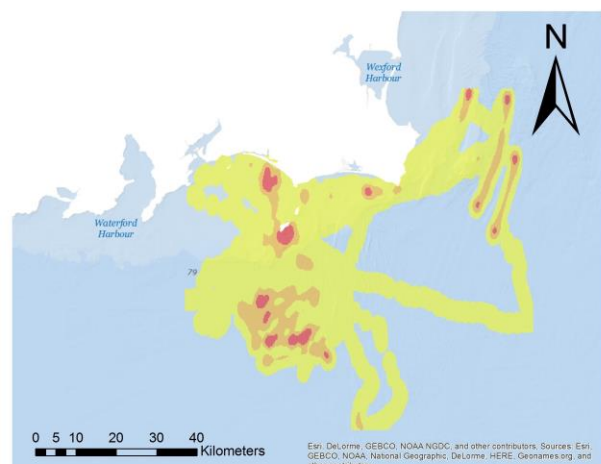 N
Wexford
Harbour
Waterford
Harbour
79
0 5 10 20 30 40
Kilometers
Esri, DeLorme, GEBCO, NOAA NGDC, and other contributors, Sources: Esri,
GEBCO, NOAA, National Geographic, DeLorme, HERE, Geonames.org, and